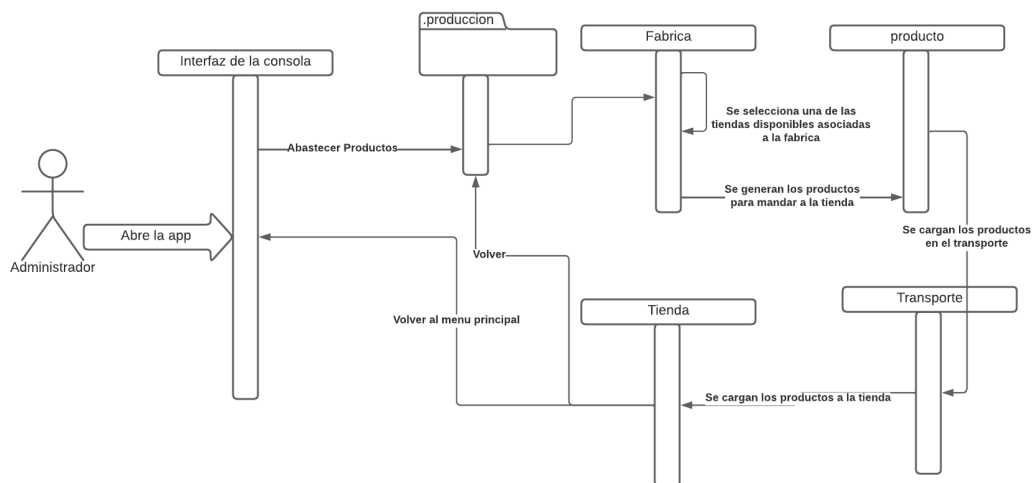 .produccion
Fabrica
producto
Interfaz de la consola
Se selecciona una de las
tiendas disponibles asociadas
a la fabrica
Abastecer Productos
Se generan los productos
para mandar a la tienda
Abre la app
Se cargan los productos
en el transporte
Administrador
Volver
Transporte
Tienda
Volver al menu principal
Se cargan los productos a la tienda